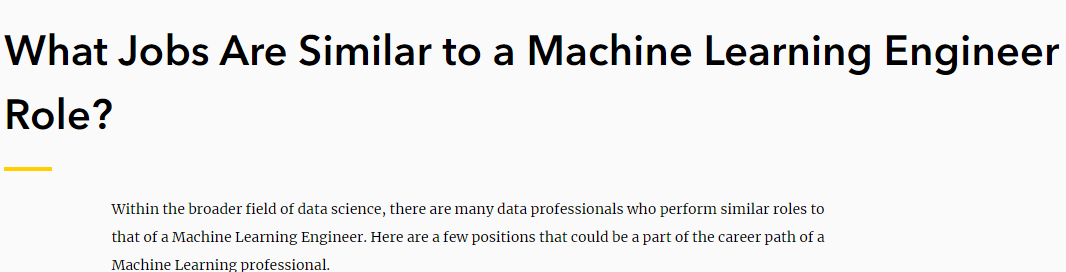 What Jobs Are Similar to a Machine Learning Engineer
Role?
Within the broader field of data science, there are many data professionals who perform similar roles to
that of a Machine Learning Engineer. Here are a few positions that could be a part of the career path of a
Machine Learning professional.